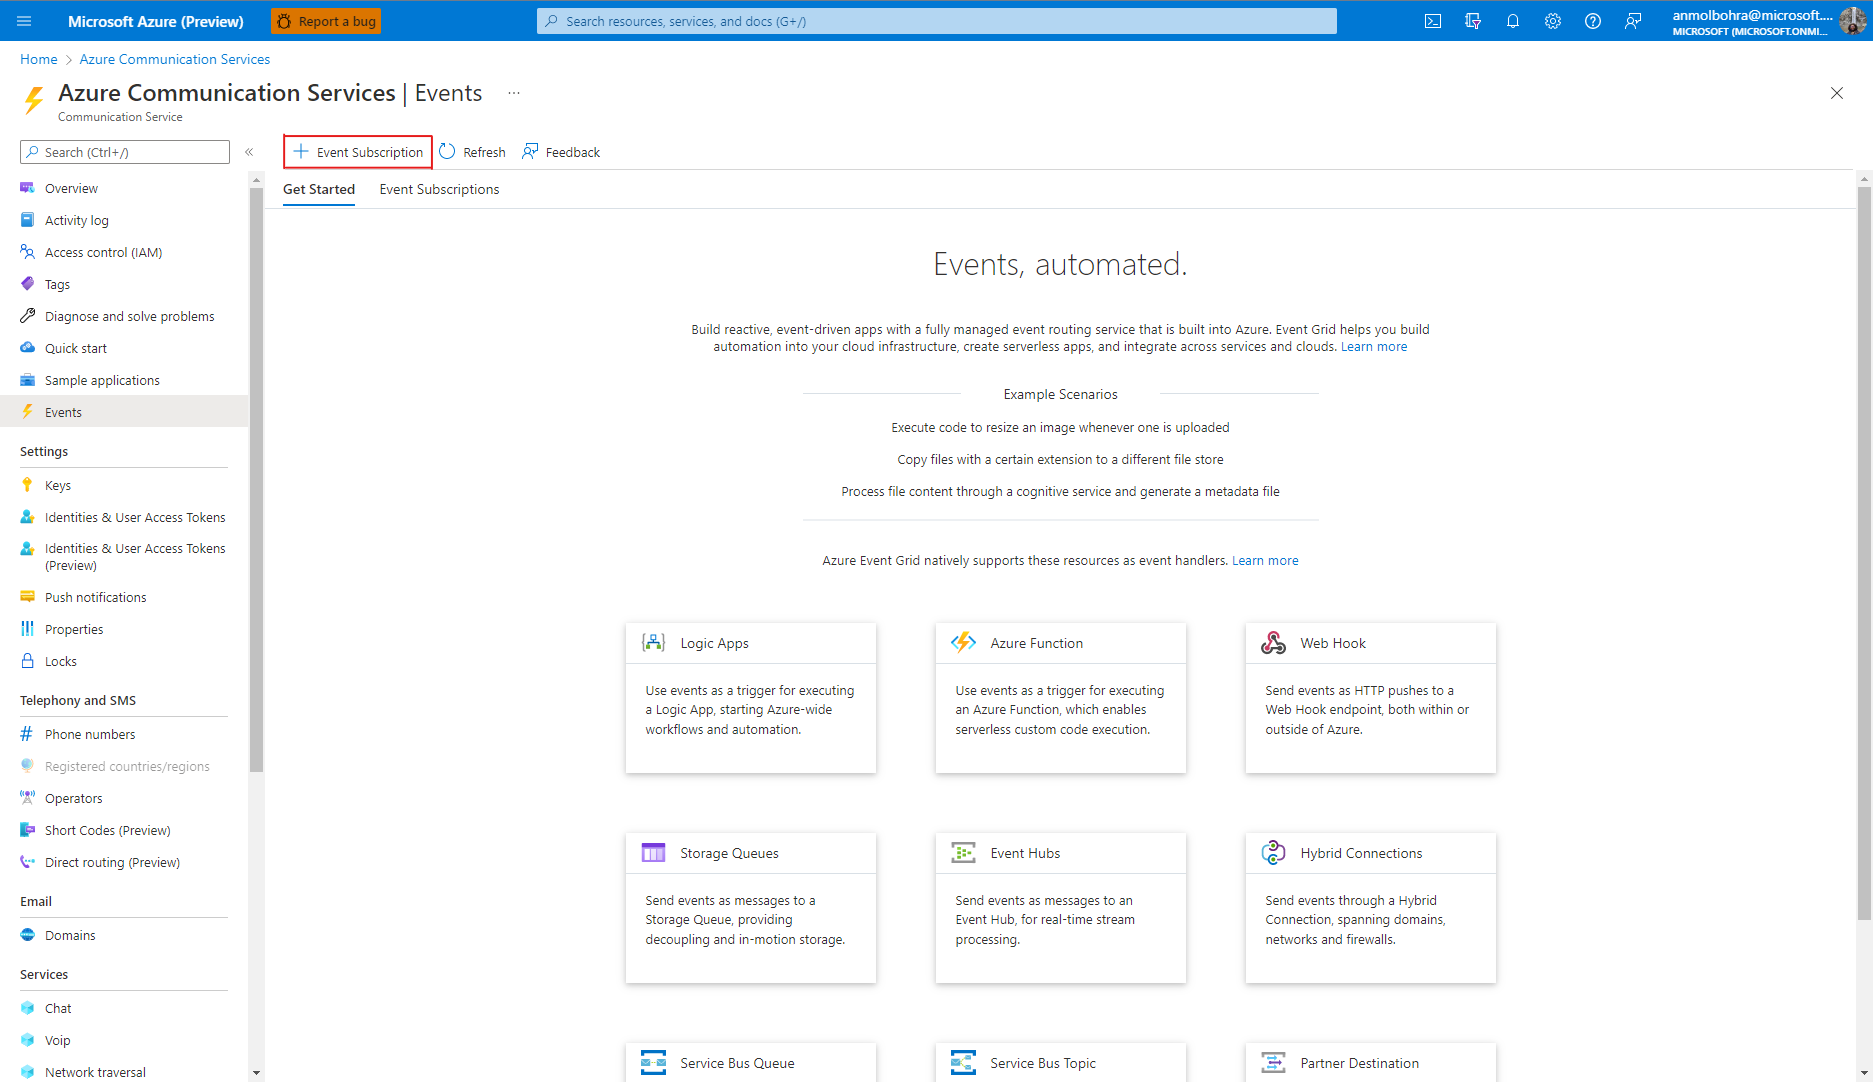 Microsoft Azure (Preview)
Report a bug
Search resources, services, and docs (G+/)
anmolbohra@microsoft....
MICROSOFT (MICROSOFT.ONMI...
Home > Azure Communication Services
Azure Communication Services | Events ...
Communication Service
Search (Ctrl+/)
«
Event Subscription
Refresh
Feedback
Get Started
Event Subscriptions
Overview
Activity log
Access control (IAM)
Tags
Diagnose and solve problems
Quick start
Sample applications
Events
Settings
Keys
Identities & User Access Tokens
Identities & User Access Tokens
(Preview)
Push notifications
Properties
Locks
Telephony and SMS
Phone numbers
Registered countries/regions
Operators
Short Codes (Preview)
Direct routing (Preview)
Email
Domains
Services
Chat
Voip
Network traversal
Events, automated.
Build reactive, event-driven apps with a fully managed event routing service that is built into Azure. Event Grid helps you build
automation into your cloud infrastructure, create serverless apps, and integrate across services and clouds. Learn more
Example Scenarios
Execute code to resize an image whenever one is uploaded
Copy files with a certain extension to a different file store
Process file content through a cognitive service and generate a metadata file
Azure Event Grid natively supports these resources as event handlers. Learn more
Logic Apps
Use events as a trigger for executing
a Logic App, starting Azure-wide
workflows and automation.
Azure Function
Use events as a trigger for executing
an Azure Function, which enables
serverless custom code execution.
Web Hook
Send events as HTTP pushes to a
Web Hook endpoint, both within or
outside of Azure.
Storage Queues
Send events as messages to a
Storage Queue, providing
decoupling and in-motion storage.
Event Hubs
Send events as messages to an
Event Hub, for real-time stream
processing.
Hybrid Connections
Send events through a Hybrid
Connection, spanning domains,
networks and firewalls.
Service Bus Queue
Service Bus Topic
Partner Destination